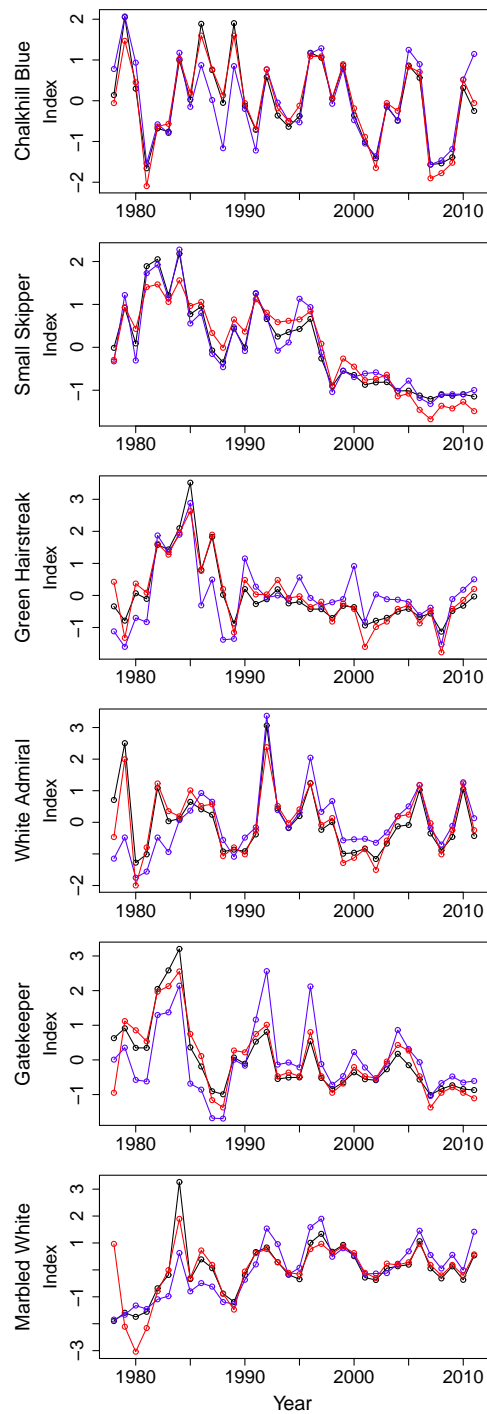 Chalkhill Blue
Index
2
1
0
−1
−2
1980 1990 2000 2010
Small Skipper
Index
2
1
0
−1
1980 1990 2000 2010
Green Hairstreak
Index
3
2
1
0
−1
1980 1990 2000 2010
White Admiral
Index
3
2
1
0
−2
1980 1990 2000 2010
Gatekeeper
Index
3
2
1
0
−1
1980 1990 2000 2010
Marbled White
Index
3
2
1
0
−1
−3
1980 1990 2000 2010
Year